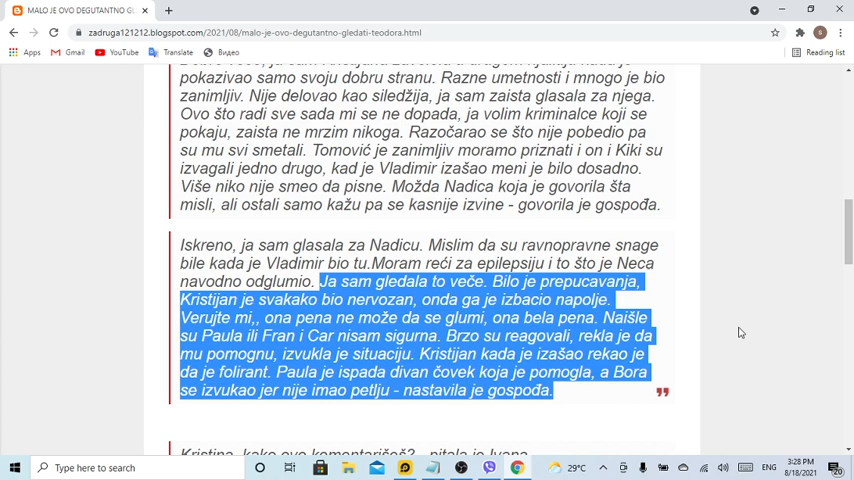 MALO JE OVO DEGUTANTNO GL
zadruga121212.blogspot.com/2021/08/malo-je-ovo-degutantno-gledati-teodora.html
B
Apps
Gmail
YouTube
Translate
Видео
Reading list
pokazivao samo svoju dobru stranu. Razne umetnosti i mnogo je bio
zanimljiv. Nije delovao kao siledžija, ja sam zaista glasala za njega.
Ovo što radi sve sada mi se ne dopada, ja volim kriminalce koji se
pokaju, zaista ne mrzim nikoga. Razočarao se što nije pobedio pa
su mu svi smetali. Tomović je zanimljiv moramo priznati i on i Kiki su
izvagali jedno drugo, kad je Vladimir izašao meni je bilo dosadno.
Više niko nije smeo da pisne. Možda Nadica koja je govorila šta
misli, ali ostali samo kažu pa se kasnije izvine - govorila je gospođa.
Iskreno, ja sam glasala za Nadicu. Mislim da su ravnopravne snage
bile kada je Vladimir bio tu.Moram reći za epilepsiju i to što je Neca
navodno odglumio. Ja sam gledala to veče. Bilo je prepucavanja,
Kristijan je svakako bio nervozan, onda ga je izbacio napolje.
Verujte mi,, ona pena ne može da se glumi, ona bela pena. Naišle
su Paula ili Fran i Car nisam sigurna. Brzo su reagovali, rekla je da
mu pomognu, izvukla je situaciju. Kristijan kada je izašao rekao je
da je folirant. Paula je ispada divan čovek koja je pomogla, a Bora
se izvukao jer nije imao petlju - nastavila je gospođa.
Kristina, kako ovo komentarišeš? - pitala je Ivana.
Type here to search
29°C
ENG
3:28 PM
8/18/2021
20